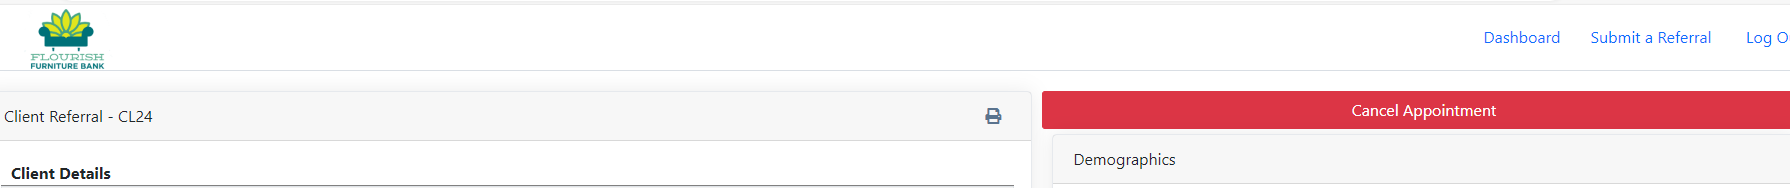 FLOURISH
FURNITURE BANK
Dashboard Submit a Referral Log
Client Referral - CL24
Cancel Appointment
Demographics
Client Details